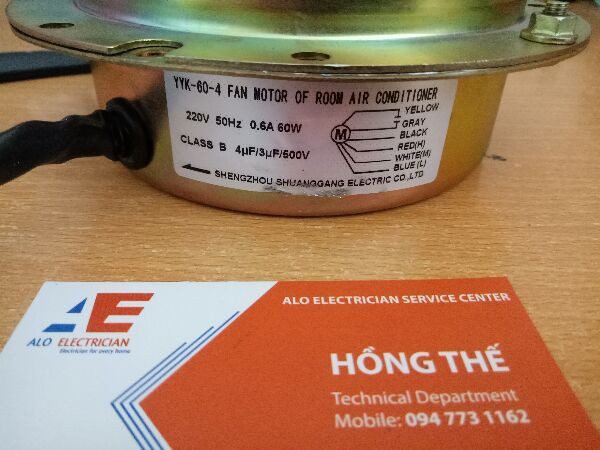 YYK-60-4 FAN MOTOR OF ROOM AIR CONDITIONER
220V 50Hz 0.6A 60W
CLASS B 4μF/3μF/500V
M
YELLOW
GRAY
BLACK
RED(H)
WHITE(M)
BLUE(L)
SHENGZHOU SHUANGGANG ELECTRIC CO.,LTD
AE
ALO ELECTRICIAN
Electrician for every home
ALO ELECTRICIAN SERVICE CENTER
HỒNG THẾ
Technical Department
Mobile: 094 773 1162